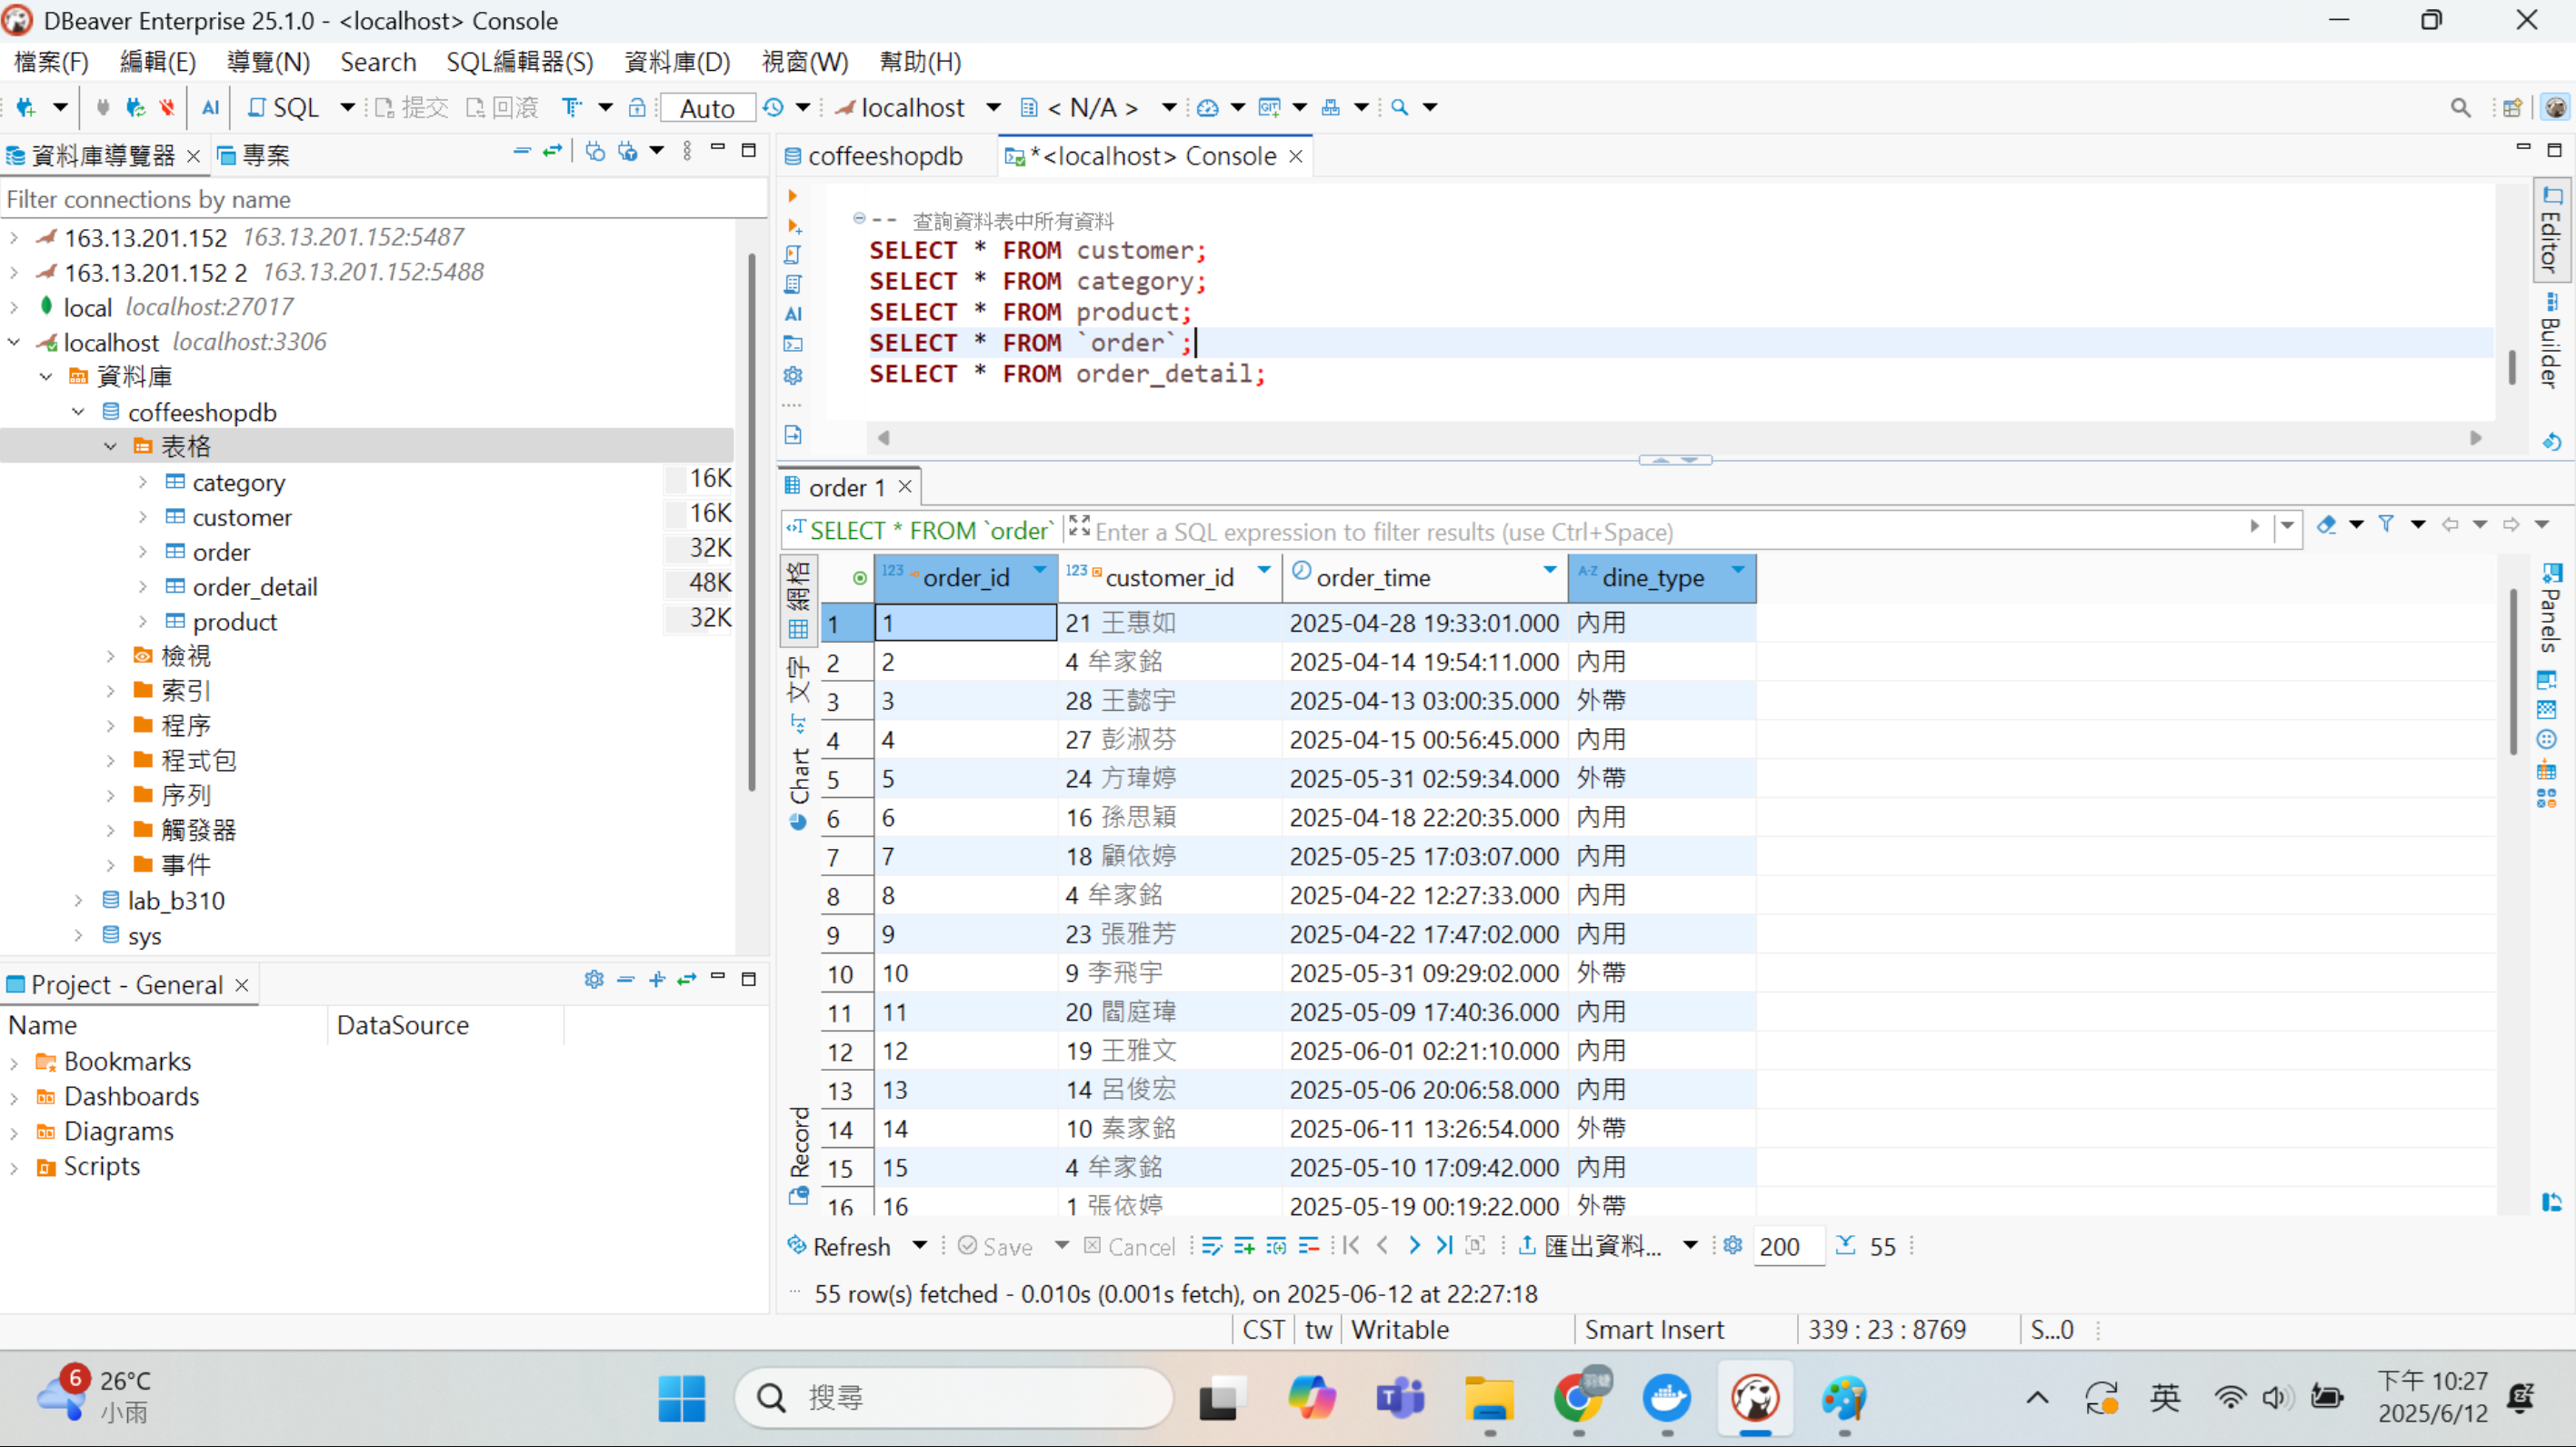 DBeaver Enterprise 25.1.0 - <localhost> Console
檔案(F) 編輯(E) 導覽(N) Search SQL編輯器(S) 資料庫(D) 視窗(W) 幫助(H)
AI SQL 提交 回滾 Auto localhost < N/A >
資料庫導覽器 專案
Filter connections by name
163.13.201.152 163.13.201.152:5487
163.13.201.152 2 163.13.201.152:5488
local localhost:27017
localhost localhost:3306
資料庫
coffeeshopdb
表格
category 16K
customer 16K
order 32K
order_detail 48K
product 32K
檢視
索引
程序
程式包
序列
觸發器
事件
lab_b310
sys
Project - General
Name DataSource
Bookmarks
Dashboards
Diagrams
Scripts
coffeeshopdb *<localhost> Console
-- 查詢資料表中所有資料
SELECT * FROM customer;
SELECT * FROM category;
SELECT * FROM product;
SELECT * FROM `order`;
SELECT * FROM order_detail;
AI
Editor
Builder
order 1
SELECT * FROM `order` Enter a SQL expression to filter results (use Ctrl+Space)
網格
文字
Chart
Record
Panels
123 order_id 123 customer_id order_time A-Z dine_type
1 1 21 王惠如 2025-04-28 19:33:01.000 內用
2 2 4 牟家銘 2025-04-14 19:54:11.000 內用
3 3 28 王懿宇 2025-04-13 03:00:35.000 外帶
4 4 27 彭淑芬 2025-04-15 00:56:45.000 內用
5 5 24 方瑋婷 2025-05-31 02:59:34.000 外帶
6 6 16 孫思穎 2025-04-18 22:20:35.000 內用
7 7 18 顧依婷 2025-05-25 17:03:07.000 內用
8 8 4 牟家銘 2025-04-22 12:27:33.000 內用
9 9 23 張雅芳 2025-04-22 17:47:02.000 內用
10 10 9 李飛宇 2025-05-31 09:29:02.000 外帶
11 11 20 閻庭瑋 2025-05-09 17:40:36.000 內用
12 12 19 王雅文 2025-06-01 02:21:10.000 內用
13 13 14 呂俊宏 2025-05-06 20:06:58.000 內用
14 14 10 秦家銘 2025-06-11 13:26:54.000 外帶
15 15 4 牟家銘 2025-05-10 17:09:42.000 內用
16 16 1 張依婷 2025-05-19 00:19:22.000 外帶
Refresh Save Cancel 匯出資料... 200 55
55 row(s) fetched - 0.010s (0.001s fetch), on 2025-06-12 at 22:27:18
CST tw Writable Smart Insert 339 : 23 : 8769 S...0
6 26°C
小雨
搜尋
英
下午 10:27
2025/6/12